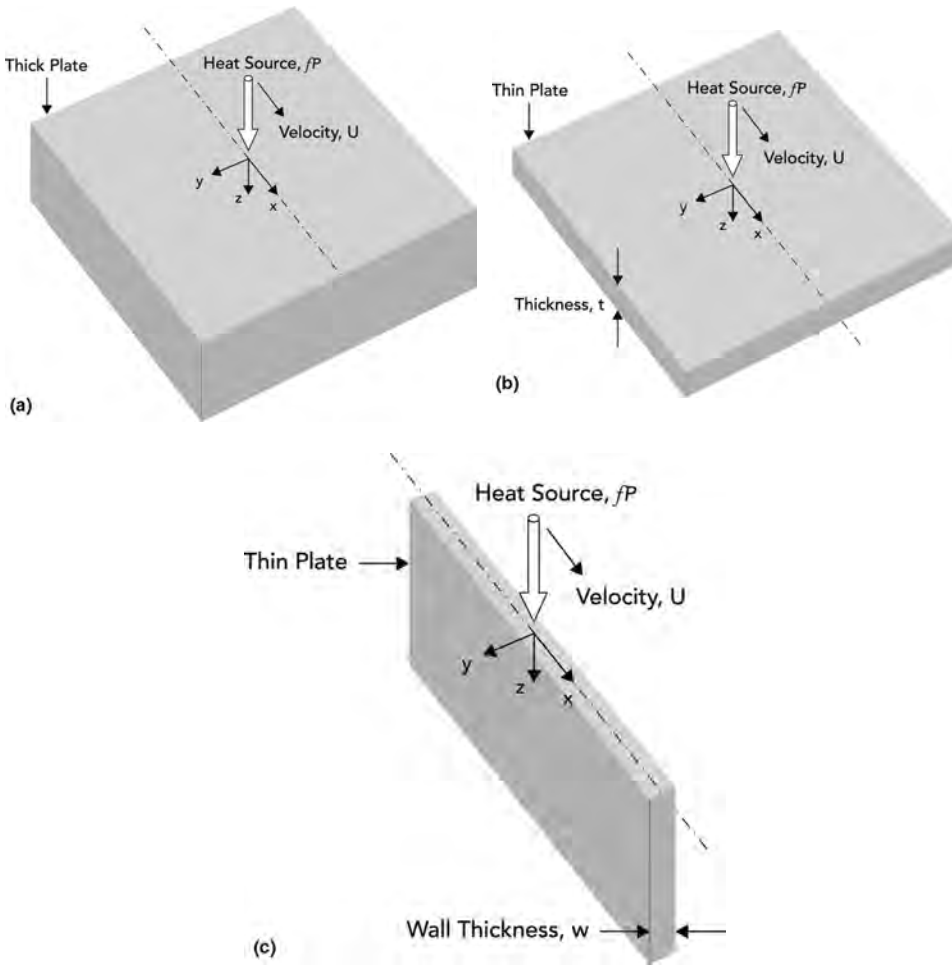 Thick Plate
Heat Source, fP
Velocity, U
y
z
x
(a)
Thin Plate
Heat Source, fP
Velocity, U
y
z
x
Thickness, t
(b)
Heat Source, fP
Thin Plate
Velocity, U
y
z
x
Wall Thickness, w
(c)